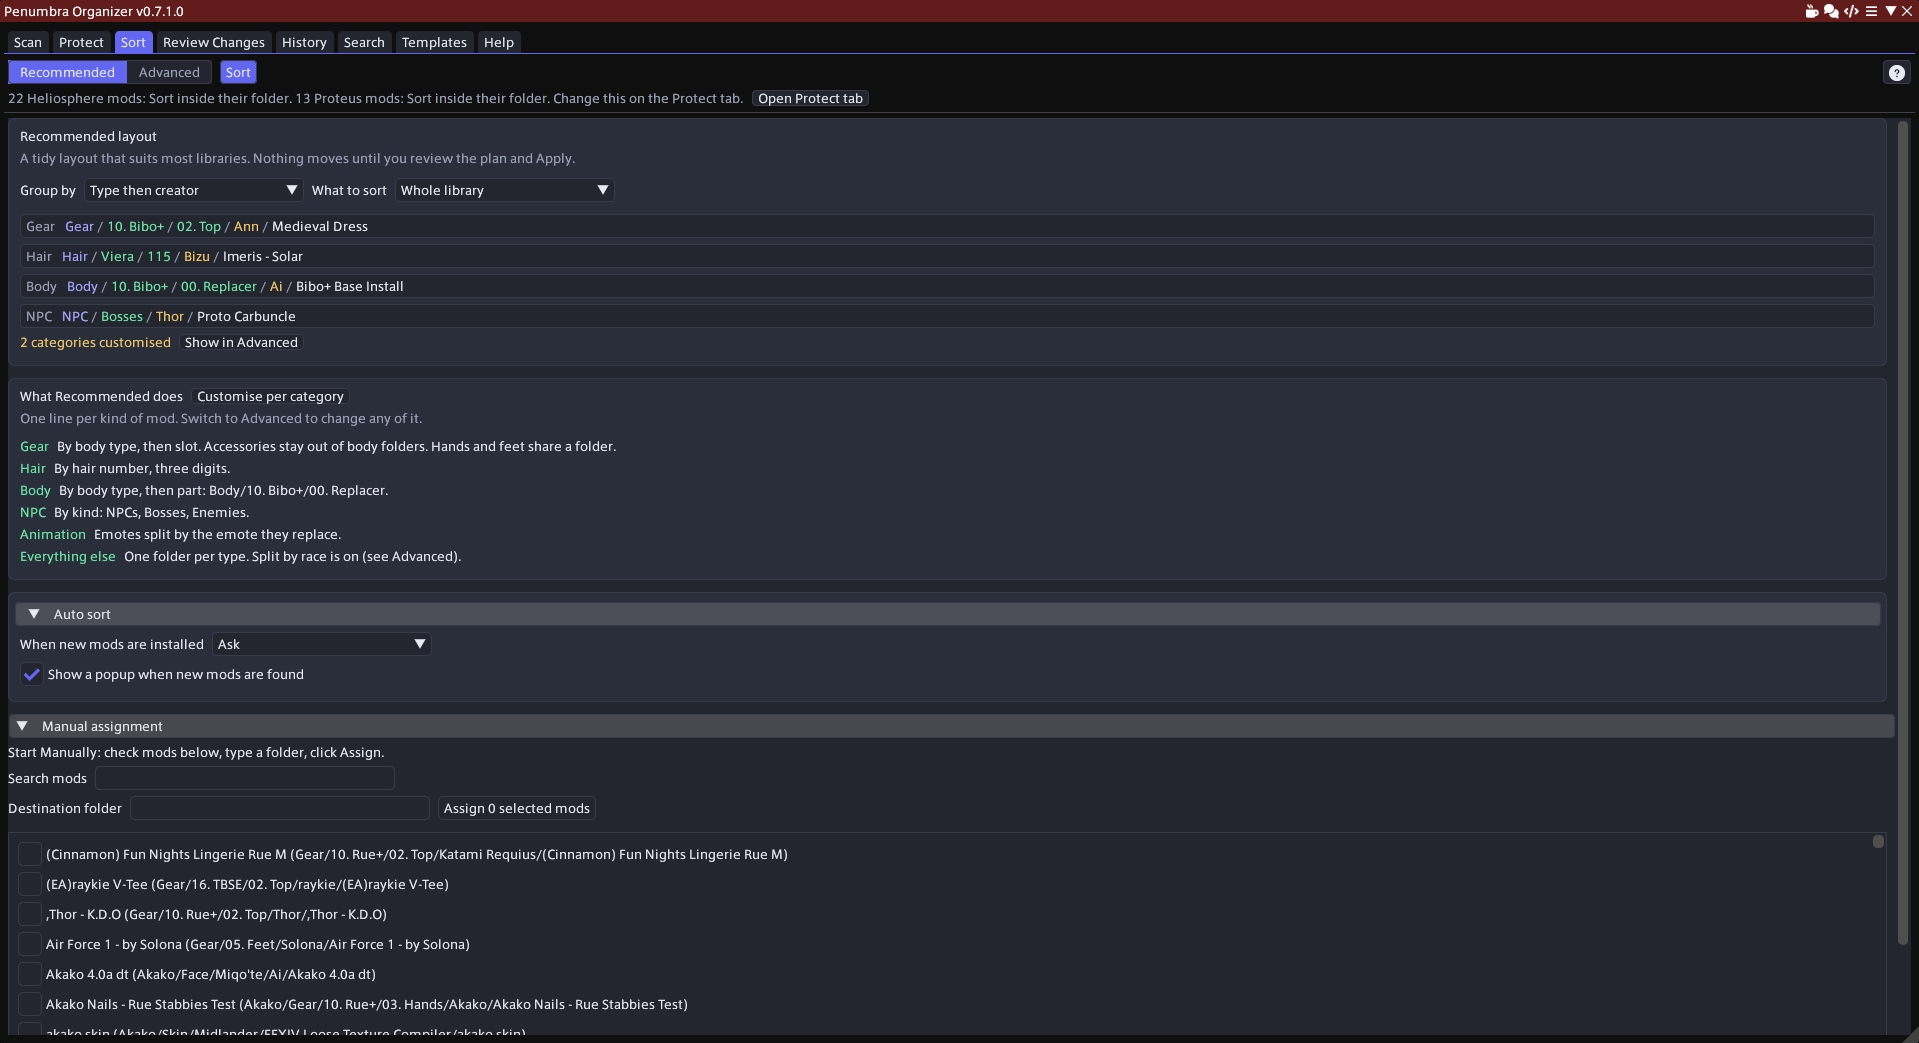 Penumbra Organizer v0.7.1.0
Scan Protect Sort Review Changes History Search Templates Help
Recommended Advanced Sort
22 Heliosphere mods: Sort inside their folder. 13 Proteus mods: Sort inside their folder. Change this on the Protect tab. Open Protect tab
Recommended layout
A tidy layout that suits most libraries. Nothing moves until you review the plan and Apply.
Group by Type then creator What to sort Whole library
Gear Gear / 10. Bibo+ / 02. Top / Ann / Medieval Dress
Hair Hair / Viera / 115 / Bizu / Imeris - Solar
Body Body / 10. Bibo+ / 00. Replacer / Ai / Bibo+ Base Install
NPC NPC / Bosses / Thor / Proto Carbuncle
2 categories customised Show in Advanced
What Recommended does Customise per category
One line per kind of mod. Switch to Advanced to change any of it.
Gear By body type, then slot. Accessories stay out of body folders. Hands and feet share a folder.
Hair By hair number, three digits.
Body By body type, then part: Body/10. Bibo+/00. Replacer.
NPC By kind: NPCs, Bosses, Enemies.
Animation Emotes split by the emote they replace.
Everything else One folder per type. Split by race is on (see Advanced).
Auto sort
When new mods are installed Ask
Show a popup when new mods are found
Manual assignment
Start Manually: check mods below, type a folder, click Assign.
Search mods
Destination folder Assign 0 selected mods
(Cinnamon) Fun Nights Lingerie Rue M (Gear/10. Rue+/02. Top/Katami Requius/(Cinnamon) Fun Nights Lingerie Rue M)
(EA)raykie V-Tee (Gear/16. TBSE/02. Top/raykie/(EA)raykie V-Tee)
,Thor - K.D.O (Gear/10. Rue+/02. Top/Thor/,Thor - K.D.O)
Air Force 1 - by Solona (Gear/05. Feet/Solona/Air Force 1 - by Solona)
Akako 4.0a dt (Akako/Face/Miqo'te/Ai/Akako 4.0a dt)
Akako Nails - Rue Stabbies Test (Akako/Gear/10. Rue+/03. Hands/Akako/Akako Nails - Rue Stabbies Test)
akako skin (Akako/Skin/Midlander/FFXIV Loose Texture Compiler/akako skin)